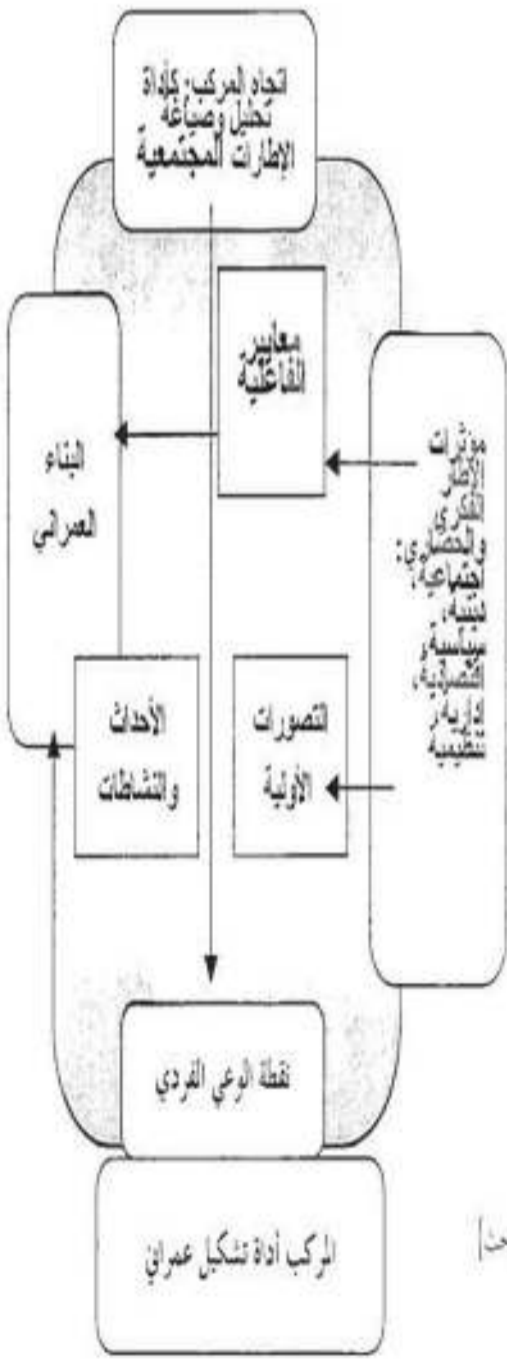 اتجاه المركب- كأداة
تحليل وصياغة
الإطارات المجتمعية
معايير
الفاعلية
مؤثرات
الإطار
الفكري
والحضاري:
اجتماعية،
دينية،
سياسية،
اقتصادية،
إدارية،
تنظيمية
البناء
العمراني
التصورات
الأولية
الأحداث
والنشاطات
نقطة الوعي الفردي
المركب أداة تشكيل عمراني